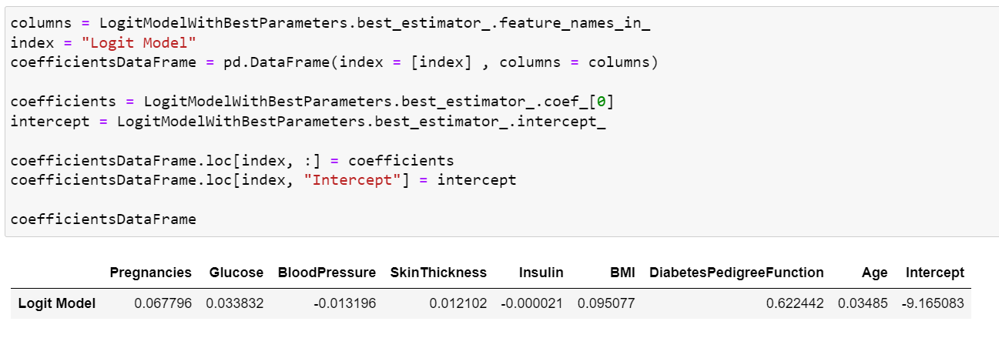 columns = LogitModelWithBestParameters.best_estimator_.feature_names_in_
index = "Logit Model"
coefficientsDataFrame = pd.DataFrame(index = [index] , columns = columns)
coefficients = LogitModelWithBestParameters.best_estimator_.coef_[0]
intercept = LogitModelWithBestParameters.best_estimator_.intercept_
coefficientsDataFrame.loc[index, :] = coefficients
coefficientsDataFrame.loc[index, "Intercept"] = intercept
coefficientsDataFrame
Pregnancies Glucose BloodPressure SkinThickness Insulin BMI DiabetesPedigreeFunction Age Intercept
Logit Model 0.067796 0.033832 -0.013196 0.012102 -0.000021 0.095077 0.622442 0.03485 -9.165083